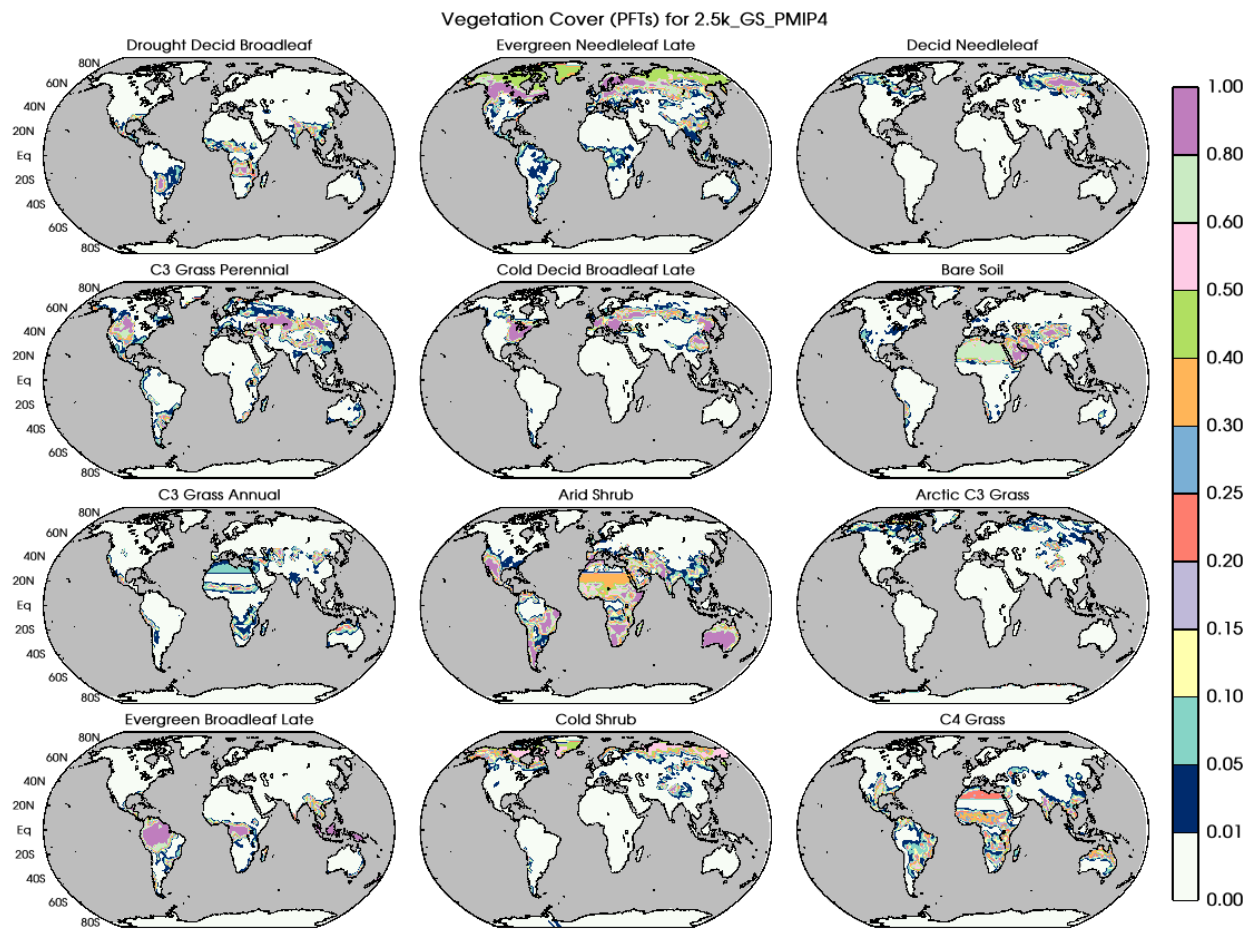 Vegetation Cover (PFTs) for 2.5k_GS_PMIP4
Drought Decid Broadleaf
Evergreen Needleleaf Late
Decid Needleleaf
80N
60N
40N
20N
Eq
20S
40S
60S
80S
C3 Grass Perennial
Cold Decid Broadleaf Late
Bare Soil
80N
60N
40N
20N
Eq
20S
40S
60S
80S
C3 Grass Annual
Arid Shrub
Arctic C3 Grass
80N
60N
40N
20N
Eq
20S
40S
60S
80S
Evergreen Broadleaf Late
Cold Shrub
C4 Grass
80N
60N
40N
20N
Eq
20S
40S
60S
80S
1.00
0.80
0.60
0.50
0.40
0.30
0.25
0.20
0.15
0.10
0.05
0.01
0.00